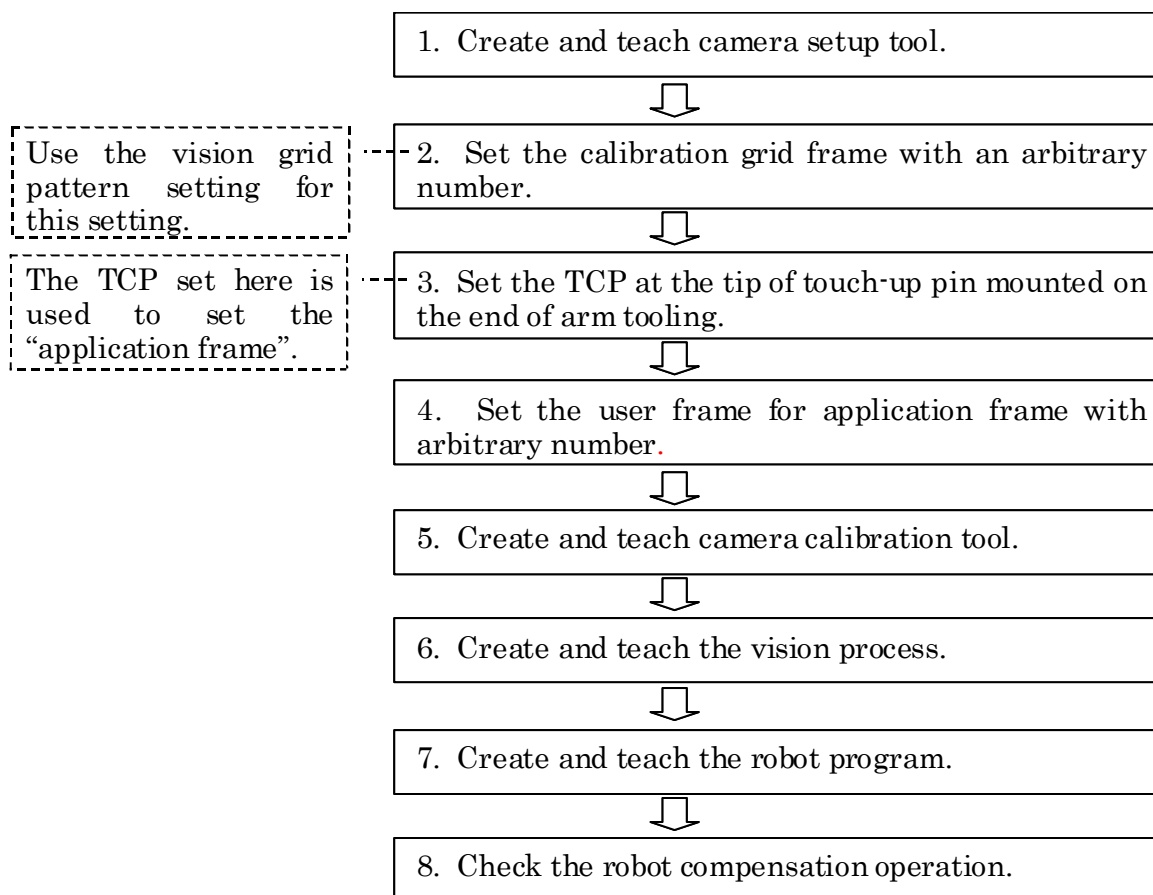 1. Create and teach camera setup tool.
Use the vision grid
pattern setting for
this setting.
2. Set the calibration grid frame with an arbitrary
number.
The TCP set here is
used to set the
“application frame”.
3. Set the TCP at the tip of touch-up pin mounted on
the end of arm tooling.
4. Set the user frame for application frame with
arbitrary number.
5. Create and teach camera calibration tool.
6. Create and teach the vision process.
7. Create and teach the robot program.
8. Check the robot compensation operation.